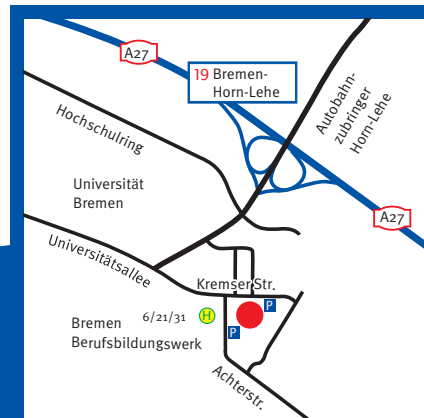 A27
19 Bremen-
Horn-Lehe
Autobahn-
zubringer
Horn-Lehe
Hochschulring
Universität
Bremen
A27
Universitätsallee
Kremser Str.
P
6/21/31 H
Bremen
Berufsbildungswerk
P
Achterstr.